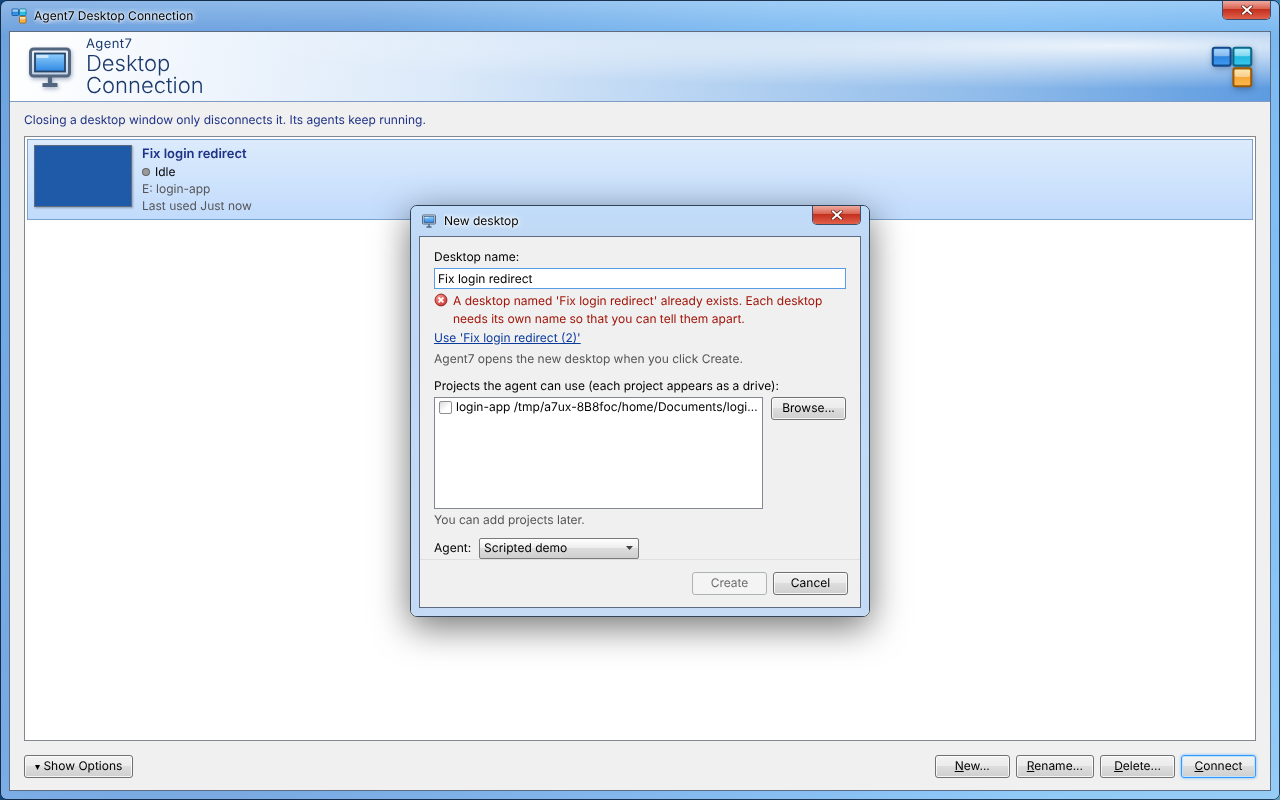 Agent7 Desktop Connection
Agent7
Desktop
Connection
Closing a desktop window only disconnects it. Its agents keep running.
Fix login redirect
Idle
E: login-app
Last used Just now
New desktop
Desktop name:
Fix login redirect
A desktop named 'Fix login redirect' already exists. Each desktop
needs its own name so that you can tell them apart.
Use 'Fix login redirect (2)'
Agent7 opens the new desktop when you click Create.
Projects the agent can use (each project appears as a drive):
login-app /tmp/a7ux-8B8foc/home/Documents/logi...
Browse...
You can add projects later.
Agent: Scripted demo
Create Cancel
Show Options New... Rename... Delete... Connect